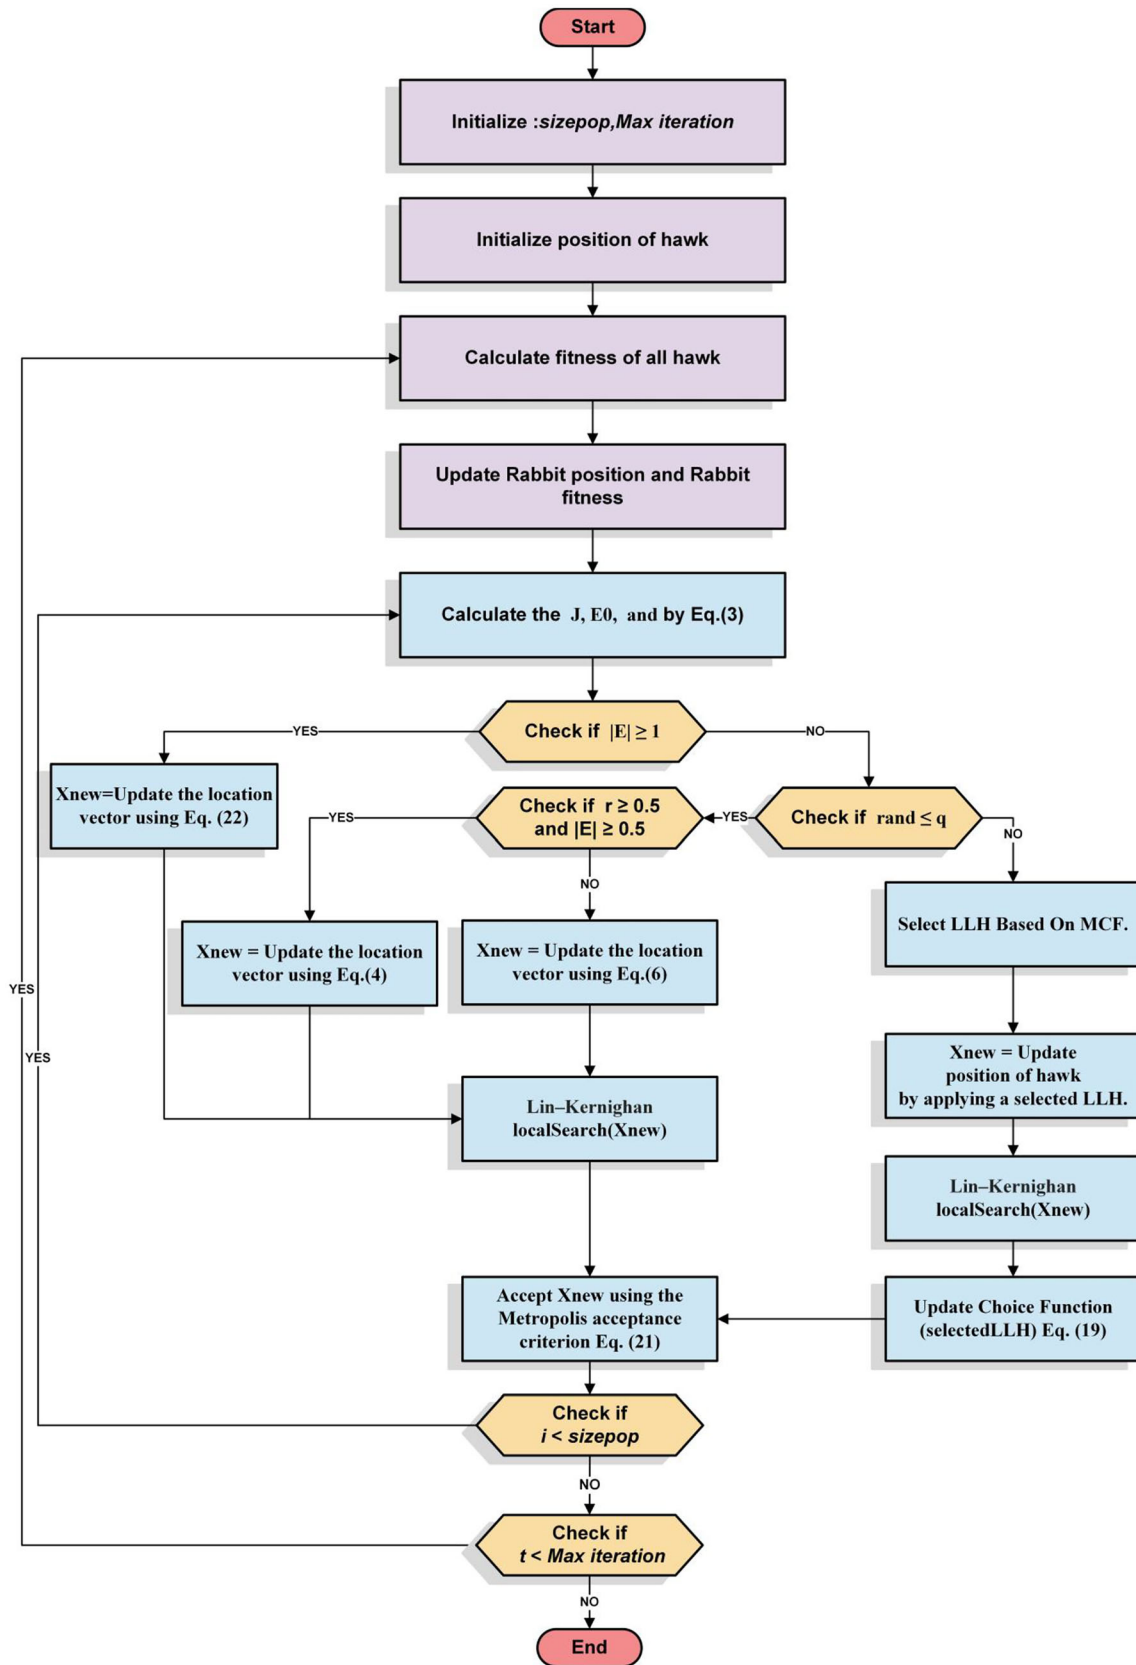 Start
Initialize :sizepop,Max iteration
Initialize position of hawk
Calculate fitness of all hawk
Update Rabbit position and Rabbit
fitness
Calculate the J, E0, and by Eq.(3)
Check if |E| ≥ 1
YES
NO
Xnew=Update the location
vector using Eq. (22)
Check if r ≥ 0.5
and |E| ≥ 0.5
YES
YES
Check if rand ≤ q
NO
NO
Select LLH Based On MCF.
Xnew = Update the location
vector using Eq.(4)
Xnew = Update the location
vector using Eq.(6)
YES
YES
Xnew = Update
position of hawk
by applying a selected LLH.
Lin–Kernighan
localSearch(Xnew)
Lin–Kernighan
localSearch(Xnew)
Accept Xnew using the
Metropolis acceptance
criterion Eq. (21)
Update Choice Function
(selectedLLH) Eq. (19)
Check if
i < sizepop
NO
Check if
t < Max iteration
NO
End